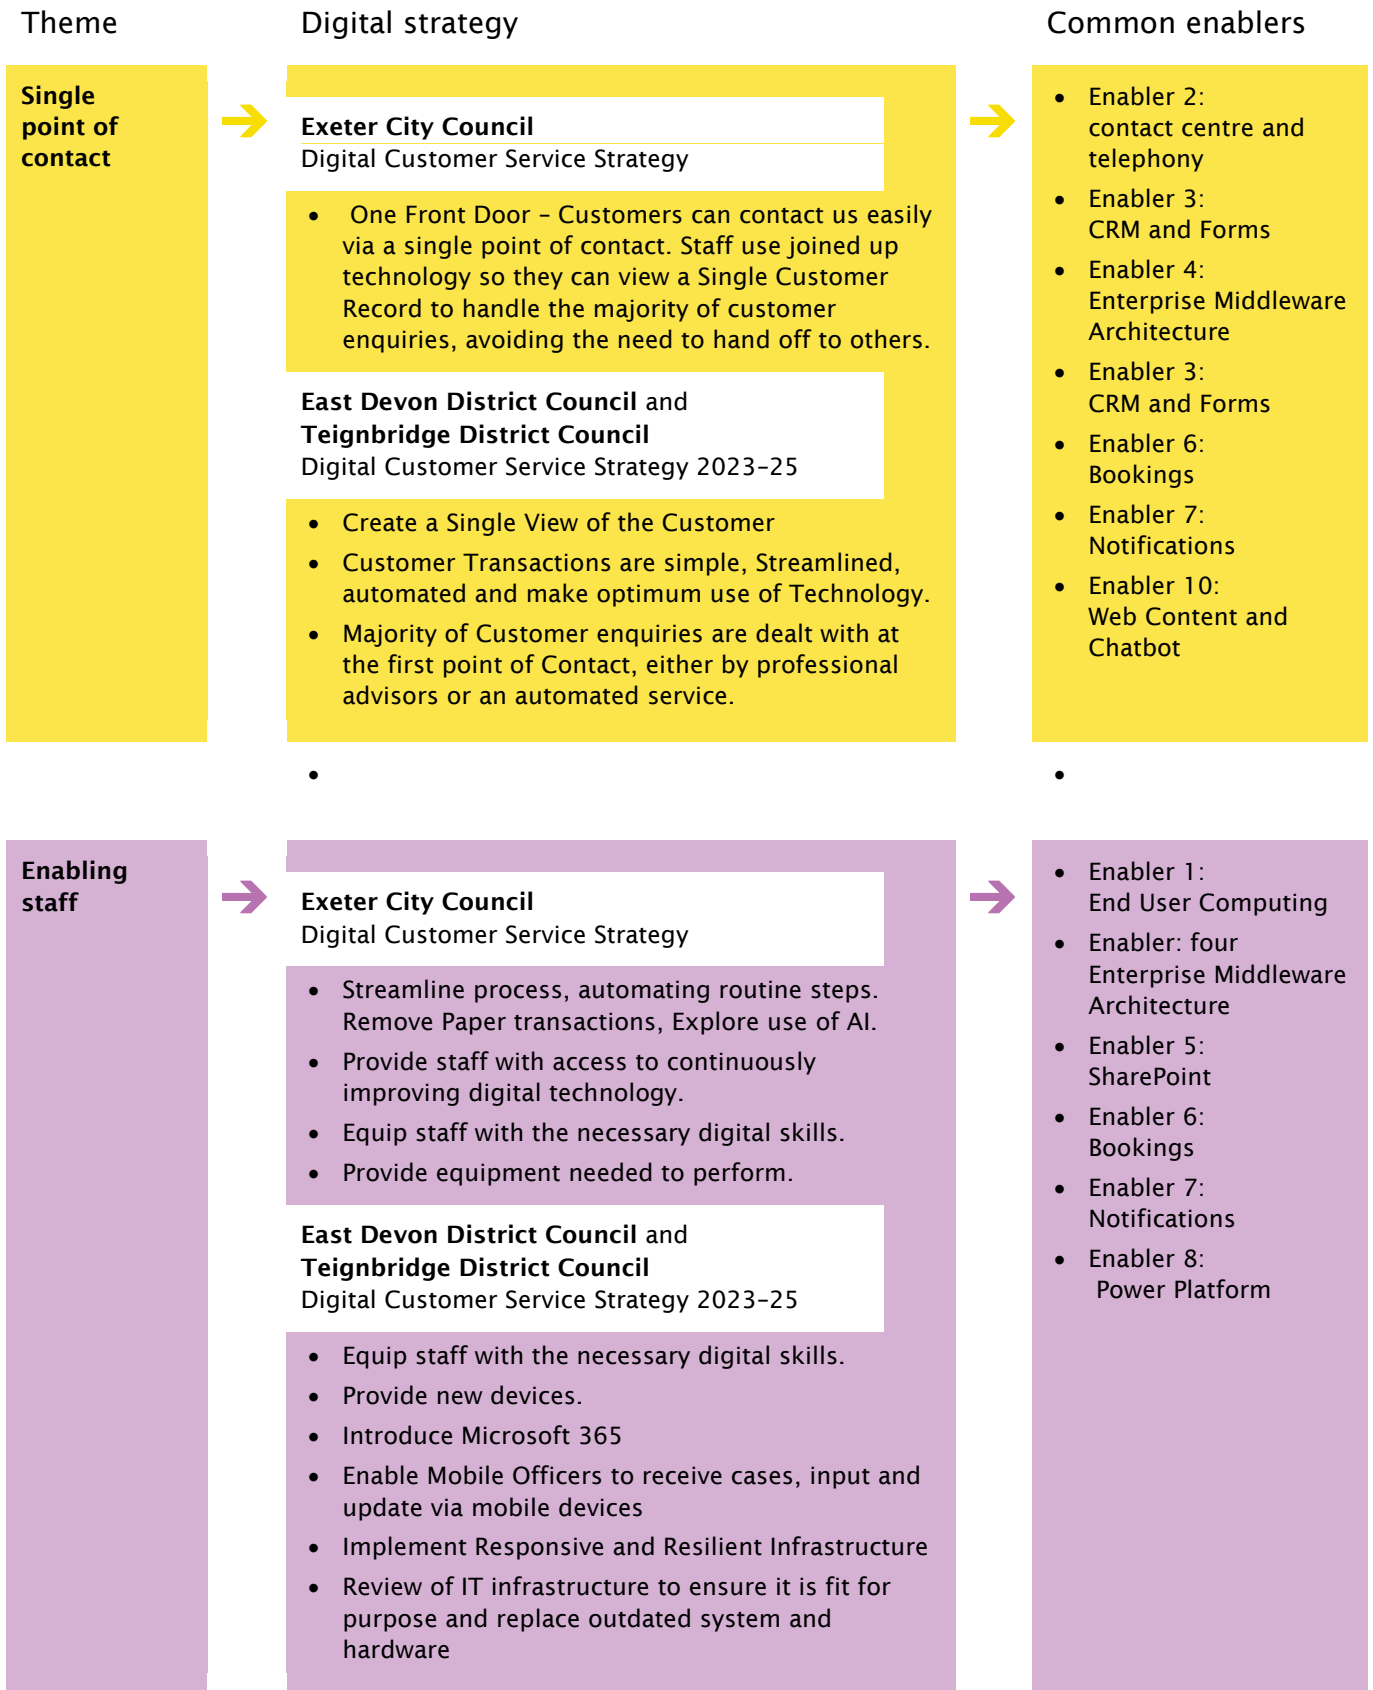 Theme
Digital strategy
Common enablers
Single
point of
contact
Exeter City Council
Digital Customer Service Strategy
•  One Front Door – Customers can contact us easily
via a single point of contact. Staff use joined up
technology so they can view a Single Customer
Record to handle the majority of customer
enquiries, avoiding the need to hand off to others.
East Devon District Council and
Teignbridge District Council
Digital Customer Service Strategy 2023–25
• Create a Single View of the Customer
• Customer Transactions are simple, Streamlined,
automated and make optimum use of Technology.
• Majority of Customer enquiries are dealt with at
the first point of Contact, either by professional
advisors or an automated service.
• Enabler 2:
contact centre and
telephony
• Enabler 3:
CRM and Forms
• Enabler 4:
Enterprise Middleware
Architecture
• Enabler 3:
CRM and Forms
• Enabler 6:
Bookings
• Enabler 7:
Notifications
• Enabler 10:
Web Content and
Chatbot
•
•
Enabling
staff
Exeter City Council
Digital Customer Service Strategy
• Streamline process, automating routine steps.
Remove Paper transactions, Explore use of AI.
• Provide staff with access to continuously
improving digital technology.
• Equip staff with the necessary digital skills.
• Provide equipment needed to perform.
East Devon District Council and
Teignbridge District Council
Digital Customer Service Strategy 2023–25
• Equip staff with the necessary digital skills.
• Provide new devices.
• Introduce Microsoft 365
• Enable Mobile Officers to receive cases, input and
update via mobile devices
• Implement Responsive and Resilient Infrastructure
• Review of IT infrastructure to ensure it is fit for
purpose and replace outdated system and
hardware
• Enabler 1:
End User Computing
• Enabler: four
Enterprise Middleware
Architecture
• Enabler 5:
SharePoint
• Enabler 6:
Bookings
• Enabler 7:
Notifications
• Enabler 8:
Power Platform